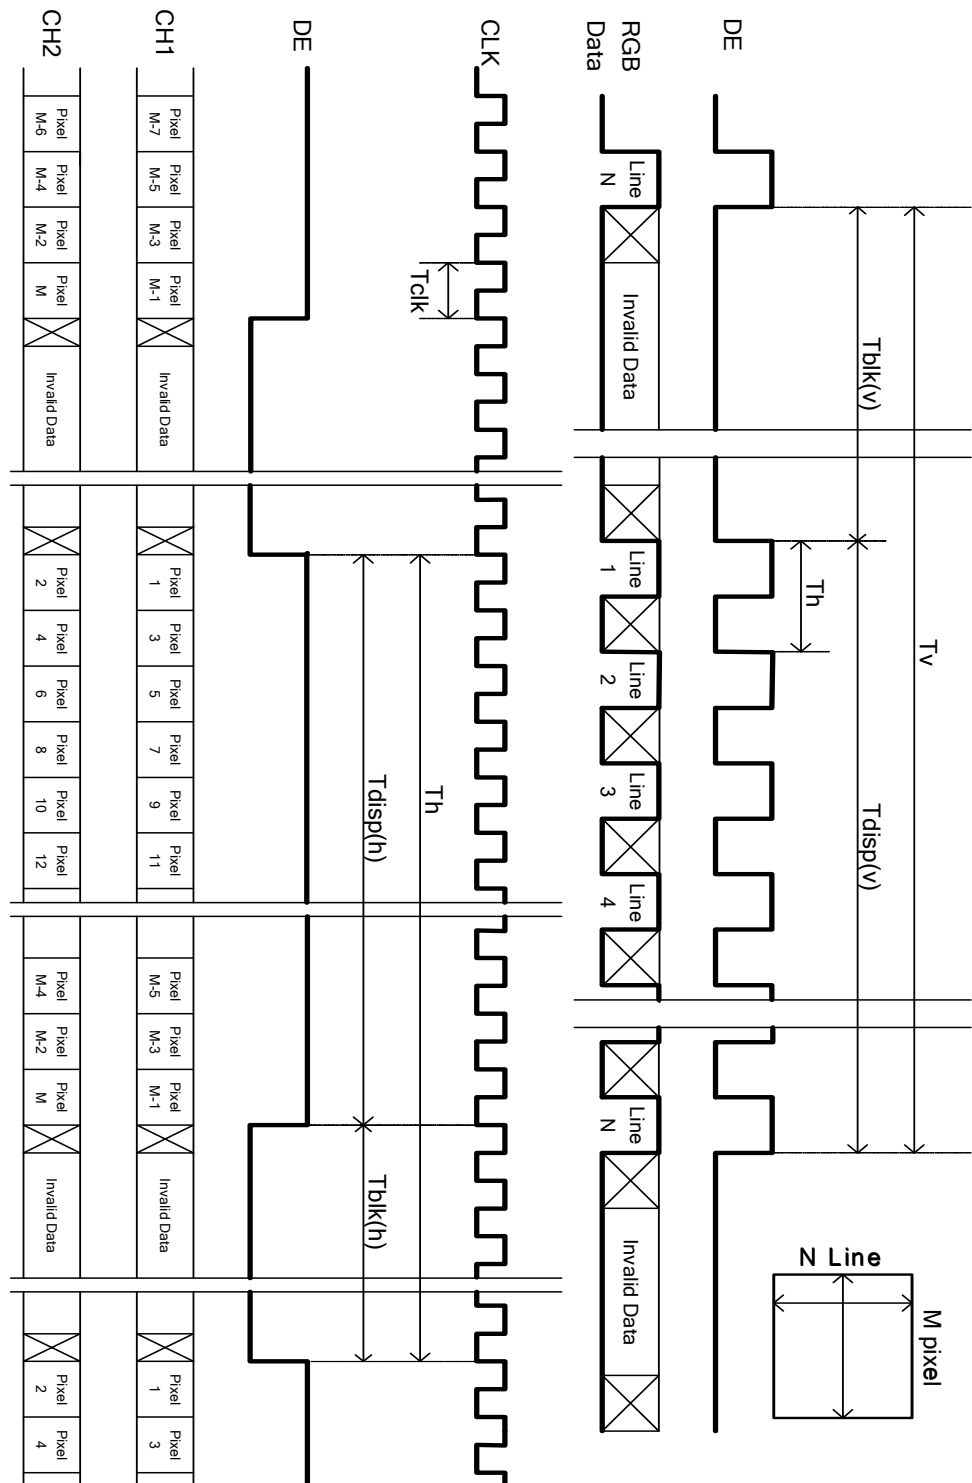 Tv
M pixel
Tblk(v)
Tdisp(v)
N Line
Th
DE
RGB
Data
Line
N
Invalid Data
Line
1
Line
2
Line
3
Line
4
Line
N
Invalid Data
CLK
Tclk
Th
Tdisp(h)
Tblk(h)
DE
CH1
Pixel
M-7
Pixel
M-5
Pixel
M-3
Pixel
M-1
Invalid Data
Pixel
1
Pixel
3
Pixel
5
Pixel
7
Pixel
9
Pixel
11
Pixel
M-5
Pixel
M-3
Pixel
M-1
Invalid Data
Pixel
1
Pixel
3
CH2
Pixel
M-6
Pixel
M-4
Pixel
M-2
Pixel
M
Invalid Data
Pixel
2
Pixel
4
Pixel
6
Pixel
8
Pixel
10
Pixel
12
Pixel
M-4
Pixel
M-2
Pixel
M
Invalid Data
Pixel
2
Pixel
4